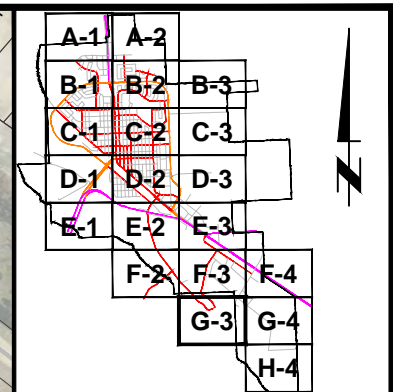 A-1 A-2
B-1 B-2 B-3
C-1 C-2 C-3
D-1 D-2 D-3
E-1 E-2 E-3
F-2 F-3 F-4
G-3 G-4
H-4
N